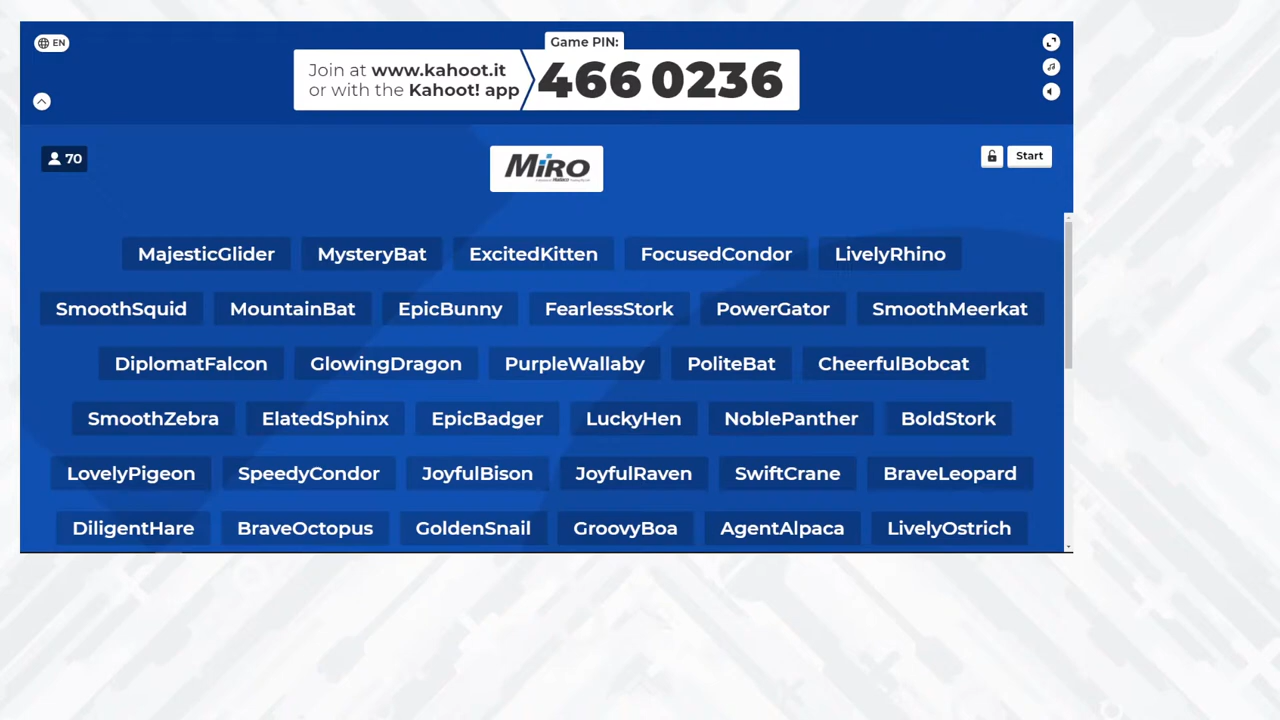 EN
Game PIN:
Join at www.kahoot.it
or with the Kahoot! app
466 0236
70
MiRO
Start
MajesticGlider MysteryBat ExcitedKitten FocusedCondor LivelyRhino
SmoothSquid MountainBat EpicBunny FearlessStork PowerGator SmoothMeerkat
DiplomatFalcon GlowingDragon PurpleWallaby PoliteBat CheerfulBobcat
SmoothZebra ElatedSphinx EpicBadger LuckyHen NoblePanther BoldStork
LovelyPigeon SpeedyCondor JoyfulBison JoyfulRaven SwiftCrane BraveLeopard
DiligentHare BraveOctopus GoldenSnail GroovyBoa AgentAlpaca LivelyOstrich